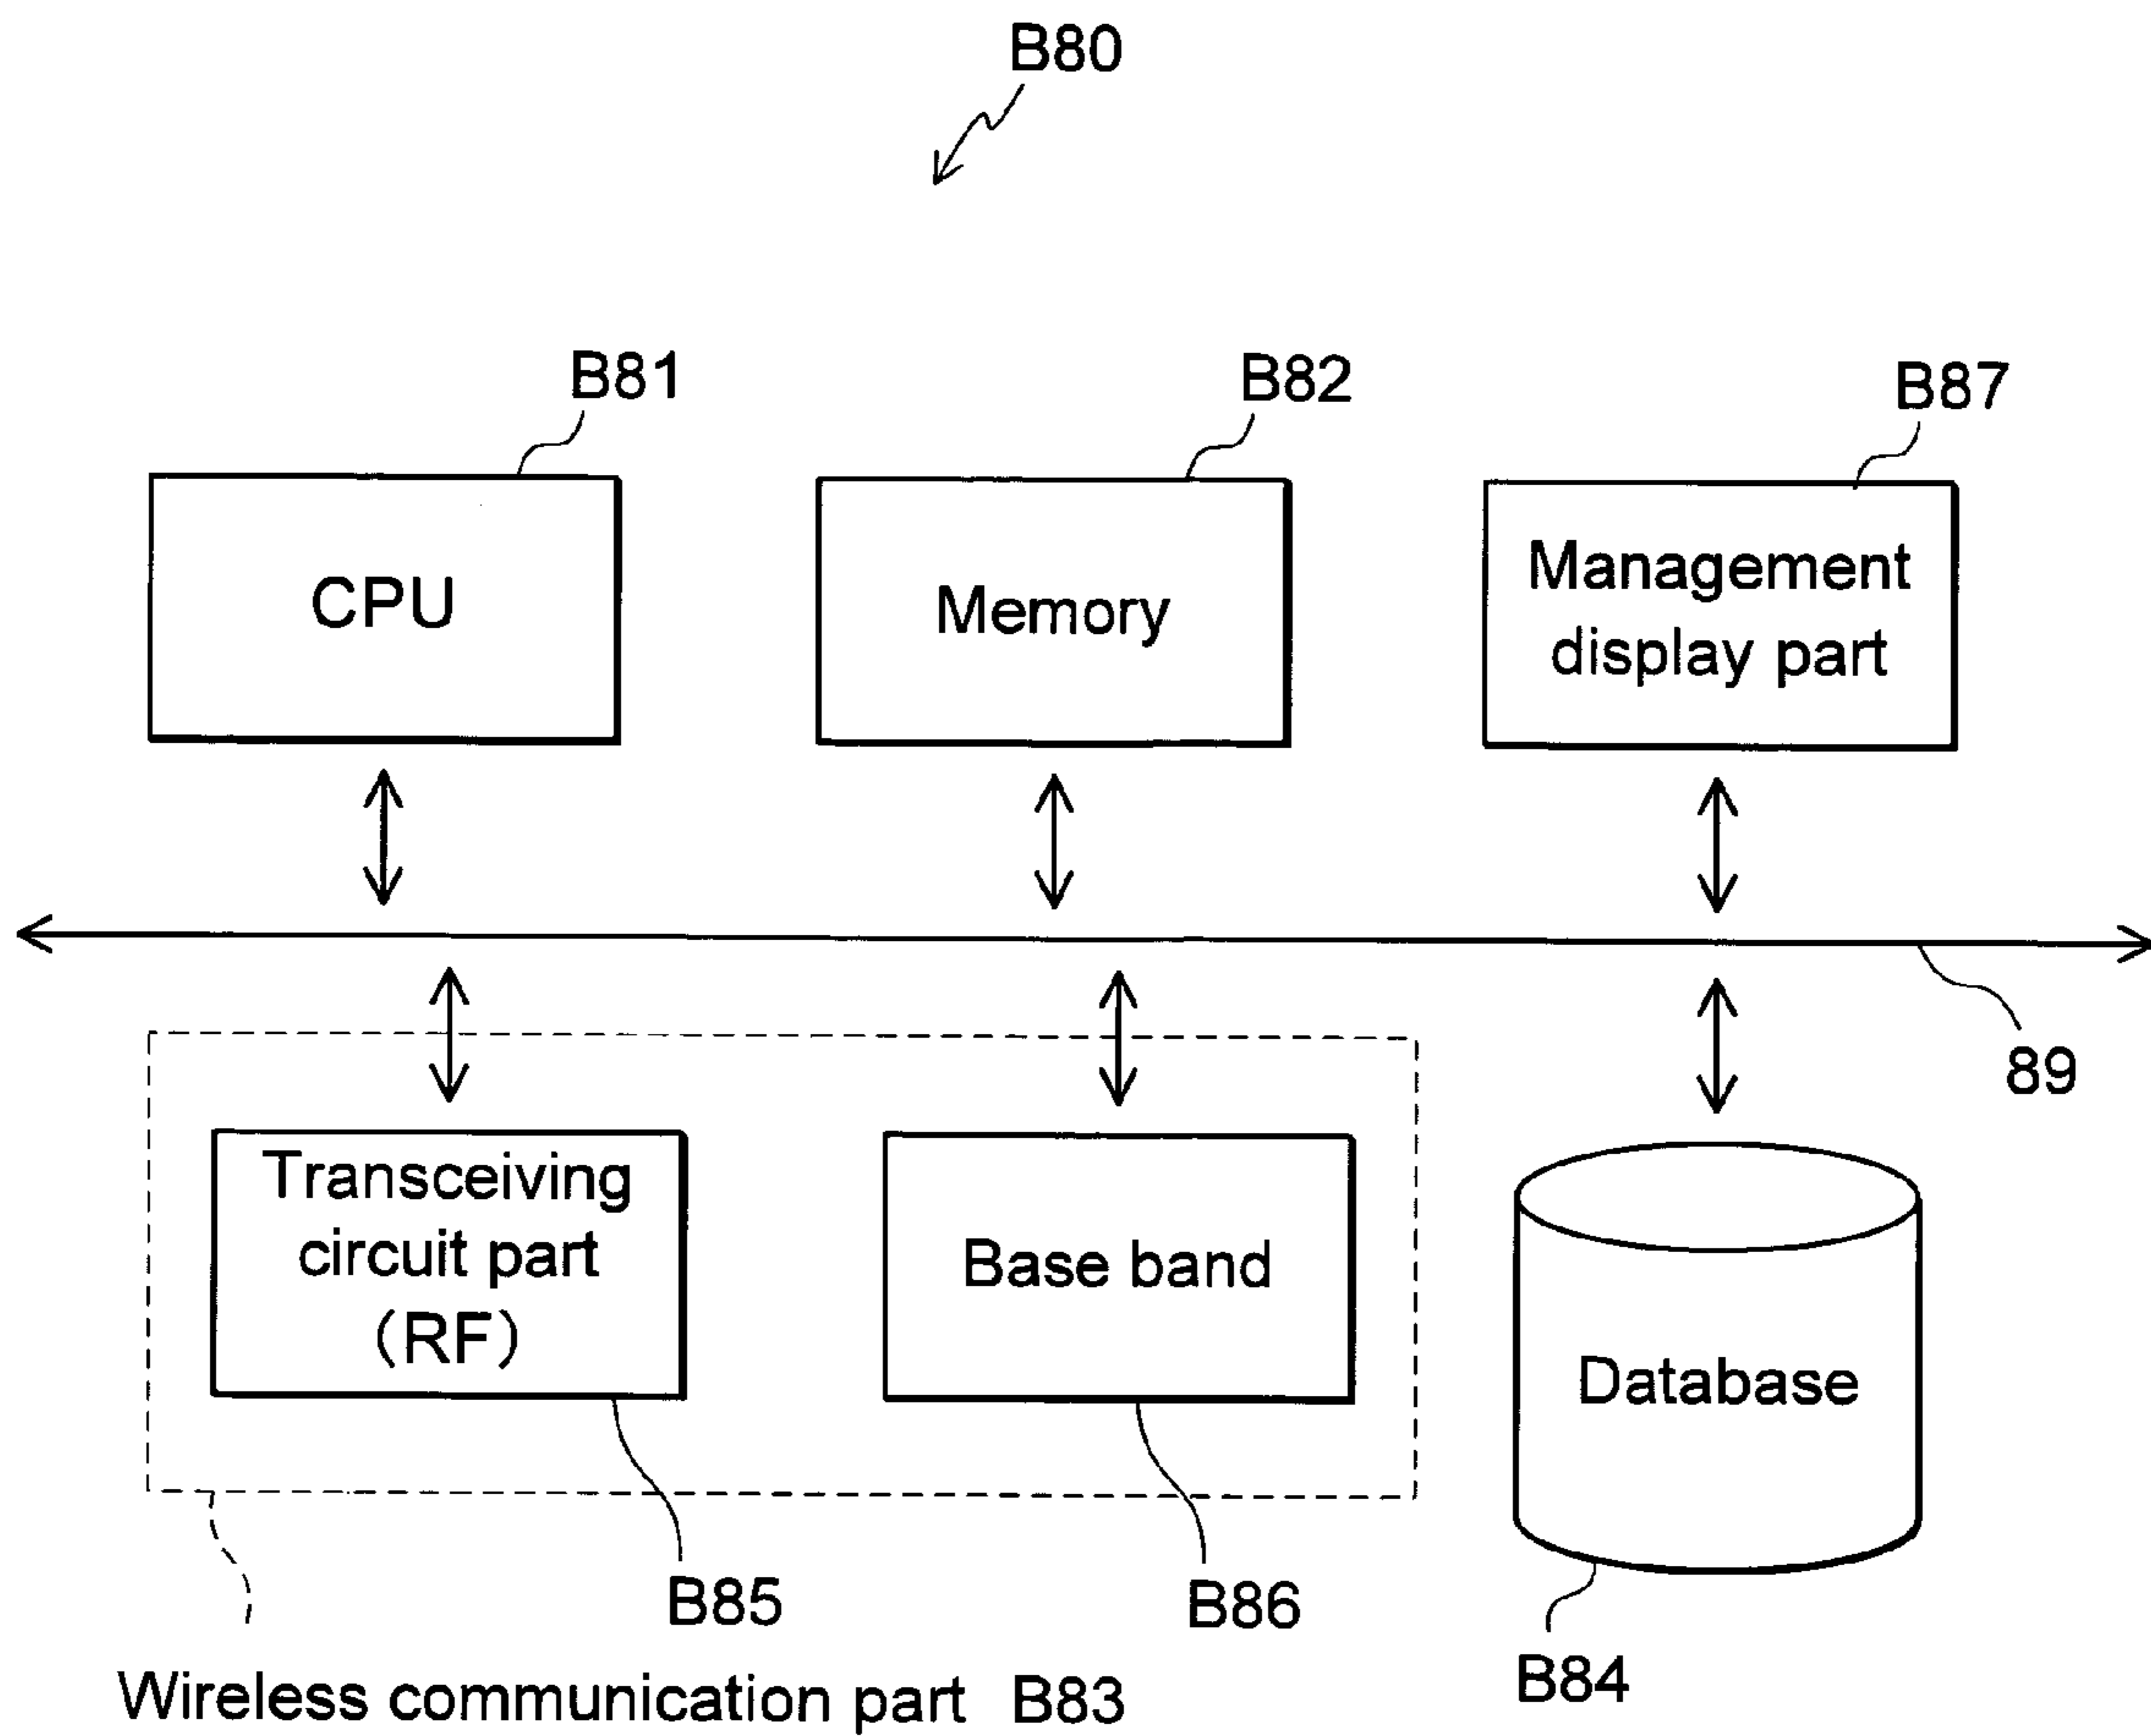 B80
B81
B82
B87
CPU
Memory
Management
display part
89
Transceiving
circuit part
(RF)
Base band
Database
B85
B86
B84
Wireless communication part B83